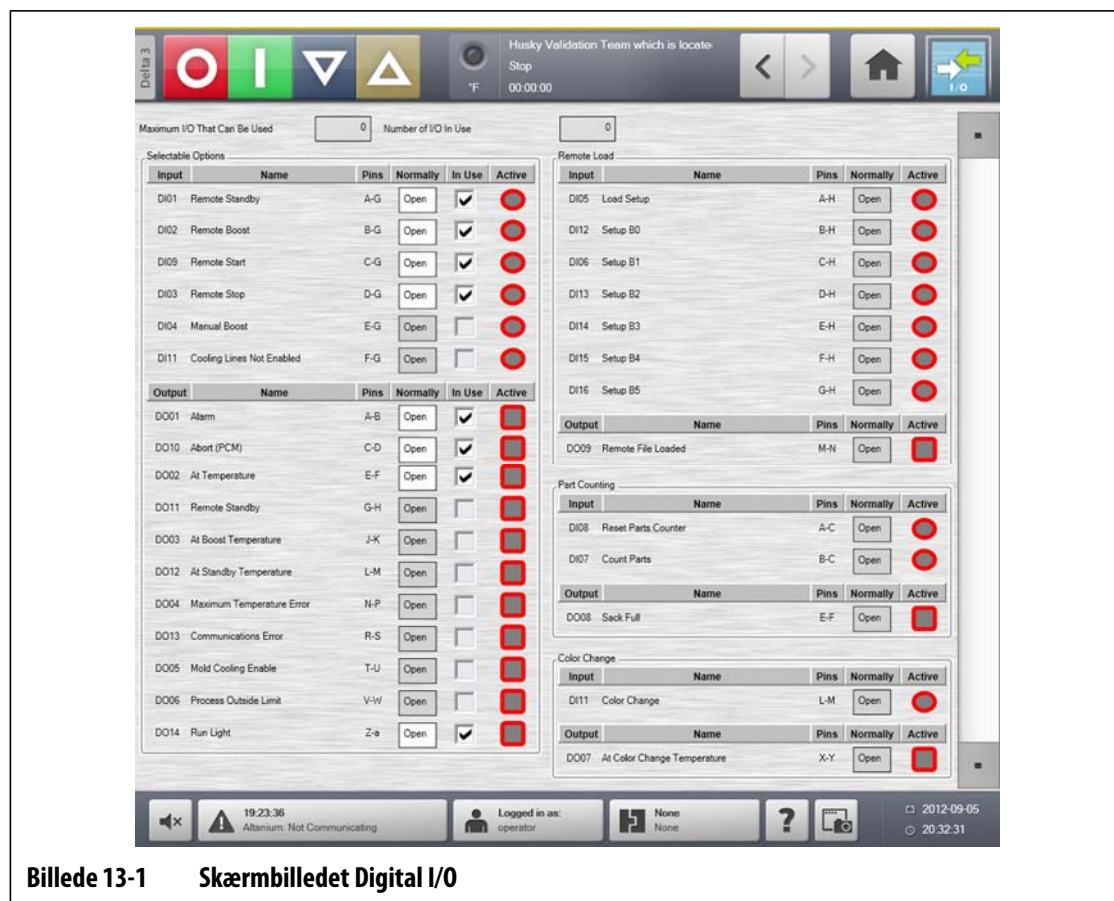 Delta 3
Husky Validation Team which is locate
Stop
°F 00:00:00
I/O
Maximum I/O That Can Be Used 0 Number of I/O In Use 0
Selectable Options
Input Name Pins Normally In Use Active
DI01 Remote Standby A-G Open
DI02 Remote Boost B-G Open
DI09 Remote Start C-G Open
DI03 Remote Stop D-G Open
DI04 Manual Boost E-G Open
DI11 Cooling Lines Not Enabled F-G Open
Output Name Pins Normally In Use Active
DO01 Alarm A-B Open
DO10 Abort (PCM) C-D Open
DO02 At Temperature E-F Open
DO11 Remote Standby G-H Open
DO03 At Boost Temperature J-K Open
DO12 At Standby Temperature L-M Open
DO04 Maximum Temperature Error N-P Open
DO13 Communications Error R-S Open
DO05 Mold Cooling Enable T-U Open
DO06 Process Outside Limit V-W Open
DO14 Run Light Z-a Open
Remote Load
Input Name Pins Normally Active
DI05 Load Setup A-H Open
DI12 Setup B0 B-H Open
DI06 Setup B1 C-H Open
DI13 Setup B2 D-H Open
DI14 Setup B3 E-H Open
DI15 Setup B4 F-H Open
DI16 Setup B5 G-H Open
Output Name Pins Normally Active
DO09 Remote File Loaded M-N Open
Part Counting
Input Name Pins Normally Active
DI08 Reset Parts Counter A-C Open
DI07 Count Parts B-C Open
Output Name Pins Normally Active
DO08 Sack Full E-F Open
Color Change
Input Name Pins Normally Active
DI11 Color Change L-M Open
Output Name Pins Normally Active
DO07 At Color Change Temperature X-Y Open
19:23:36
Altanium: Not Communicating
Logged in as:
operator
None
None
?
2012-09-05
20:32:31
Billede 13-1 Skærmbilledet Digital I/O